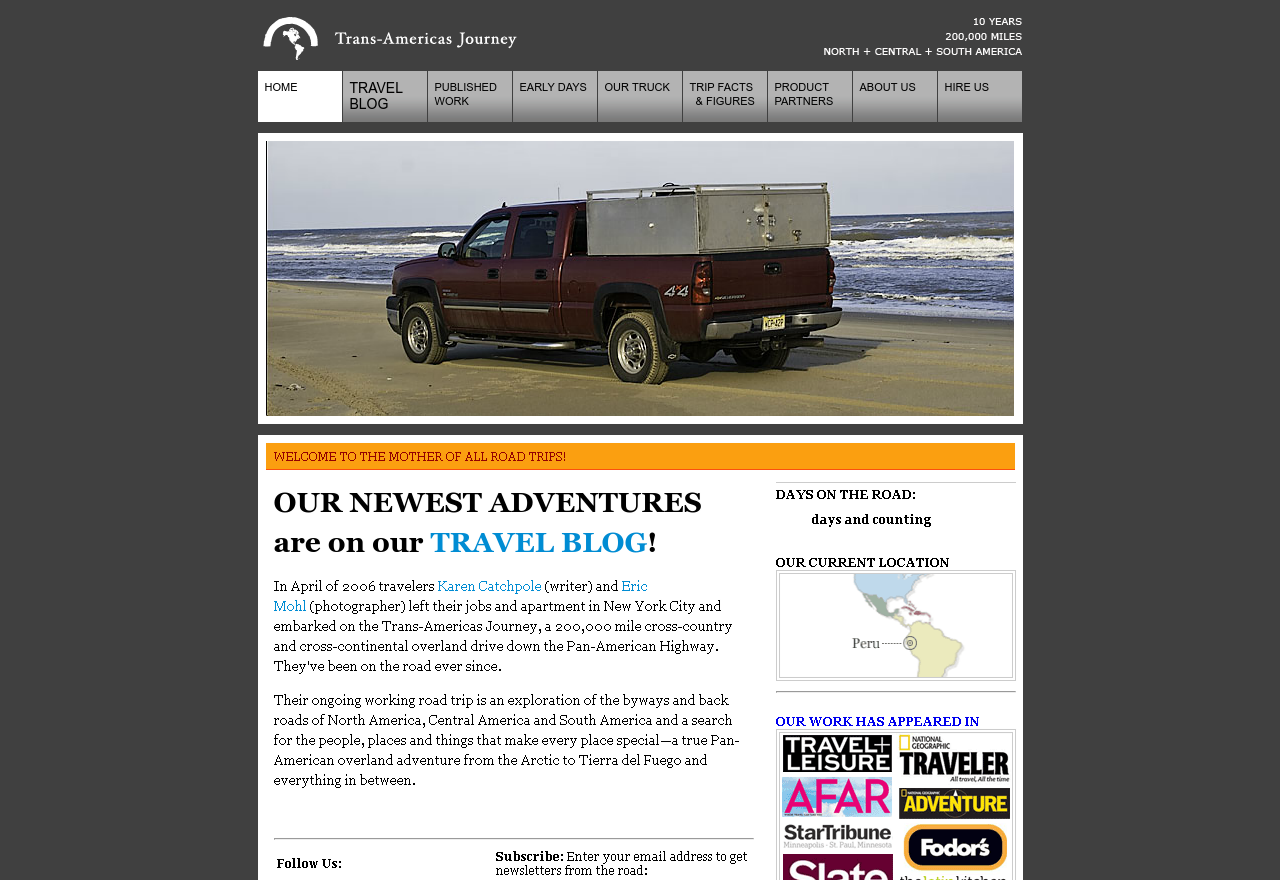 Trans-Americas Journey
10 YEARS
200,000 MILES
NORTH + CENTRAL + SOUTH AMERICA
HOME
TRAVEL
BLOG
PUBLISHED
WORK
EARLY DAYS
OUR TRUCK
TRIP FACTS
& FIGURES
PRODUCT
PARTNERS
ABOUT US
HIRE US
4x4
WELCOME TO THE MOTHER OF ALL ROAD TRIPS!
OUR NEWEST ADVENTURES
are on our TRAVEL BLOG!
In April of 2006 travelers Karen Catchpole (writer) and Eric
Mohl (photographer) left their jobs and apartment in New York City and
embarked on the Trans-Americas Journey, a 200,000 mile cross-country
and cross-continental overland drive down the Pan-American Highway.
They've been on the road ever since.
Their ongoing working road trip is an exploration of the byways and back
roads of North America, Central America and South America and a search
for the people, places and things that make every place special—a true Pan-
American overland adventure from the Arctic to Tierra del Fuego and
everything in between.
Follow Us:
Subscribe: Enter your email address to get
newsletters from the road:
DAYS ON THE ROAD:
days and counting
OUR CURRENT LOCATION
Peru
OUR WORK HAS APPEARED IN
TRAVEL+
LEISURE
NATIONAL
GEOGRAPHIC
TRAVELER
All travel, All the time
AFAR
NATIONAL GEOGRAPHIC
ADVENTURE
StarTribune
Minneapolis - St. Paul, Minnesota
Fodor's
Slate